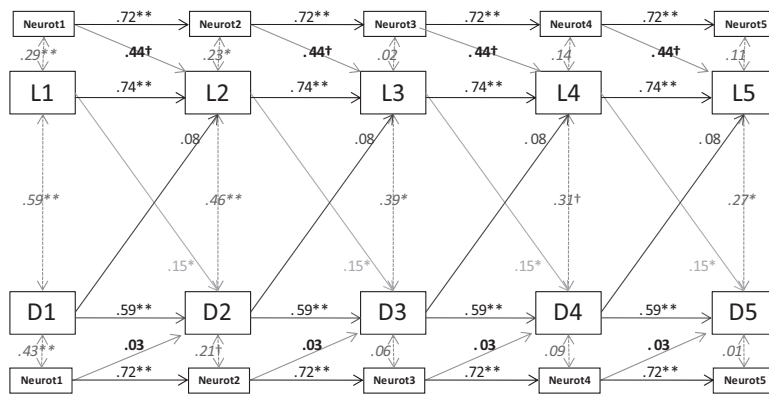 .72** .72** .72** .72**
Neurot1 Neurot2 Neurot3 Neurot4 Neurot5
.29** .44† .23* .44† .02 .44† .14 .44† .11
L1 .74** L2 .74** L3 .74** L4 .74** L5
.08 .08 .08 .08
.59** .46** .39* .31† .27*
.15* .15* .15* .15*
D1 .59** D2 .59** D3 .59** D4 .59** D5
.43** .03 .21† .03 .06 .03 .09 .03 .01
Neurot1 .72** Neurot2 .72** Neurot3 .72** Neurot4 .72** Neurot5